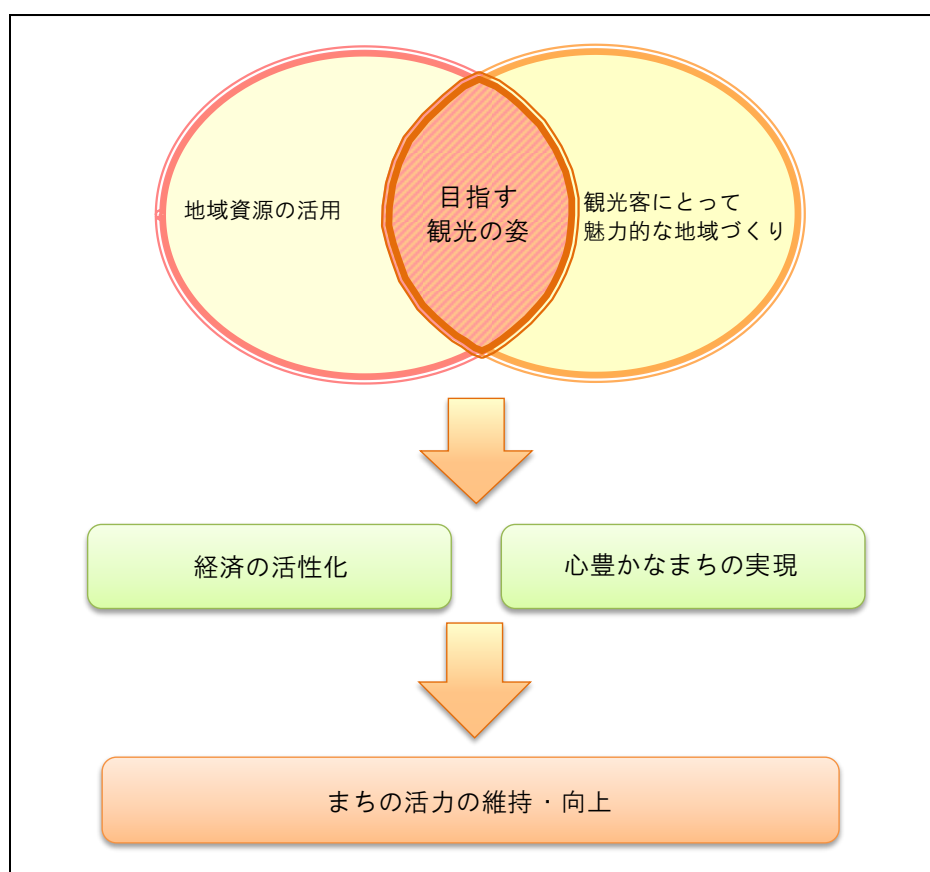 地域資源の活用
目指す
観光の姿
観光客にとって
魅力的な地域づくり
経済の活性化
心豊かなまちの実現
まちの活力の維持・向上